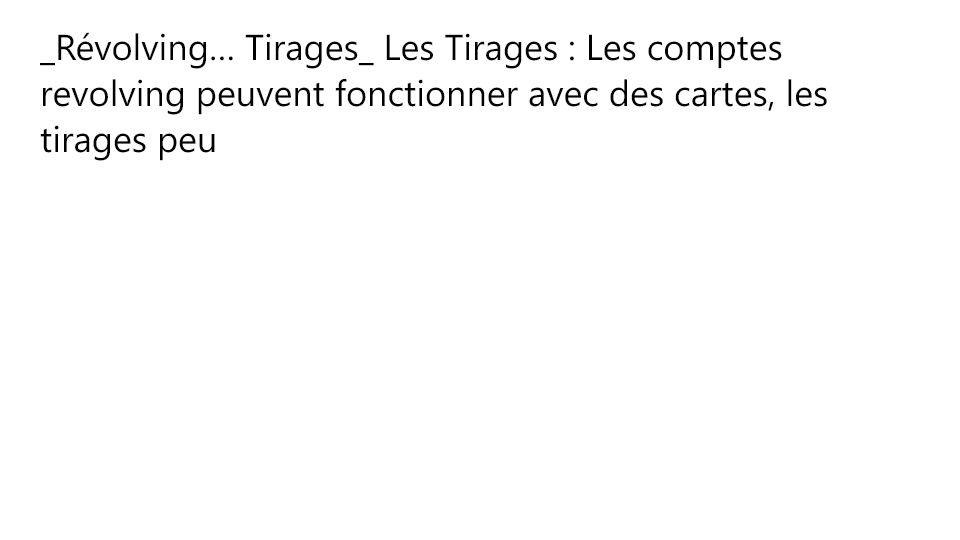 _Révolving... Tirages_ Les Tirages : Les comptes
revolving peuvent fonctionner avec des cartes, les
tirages peu